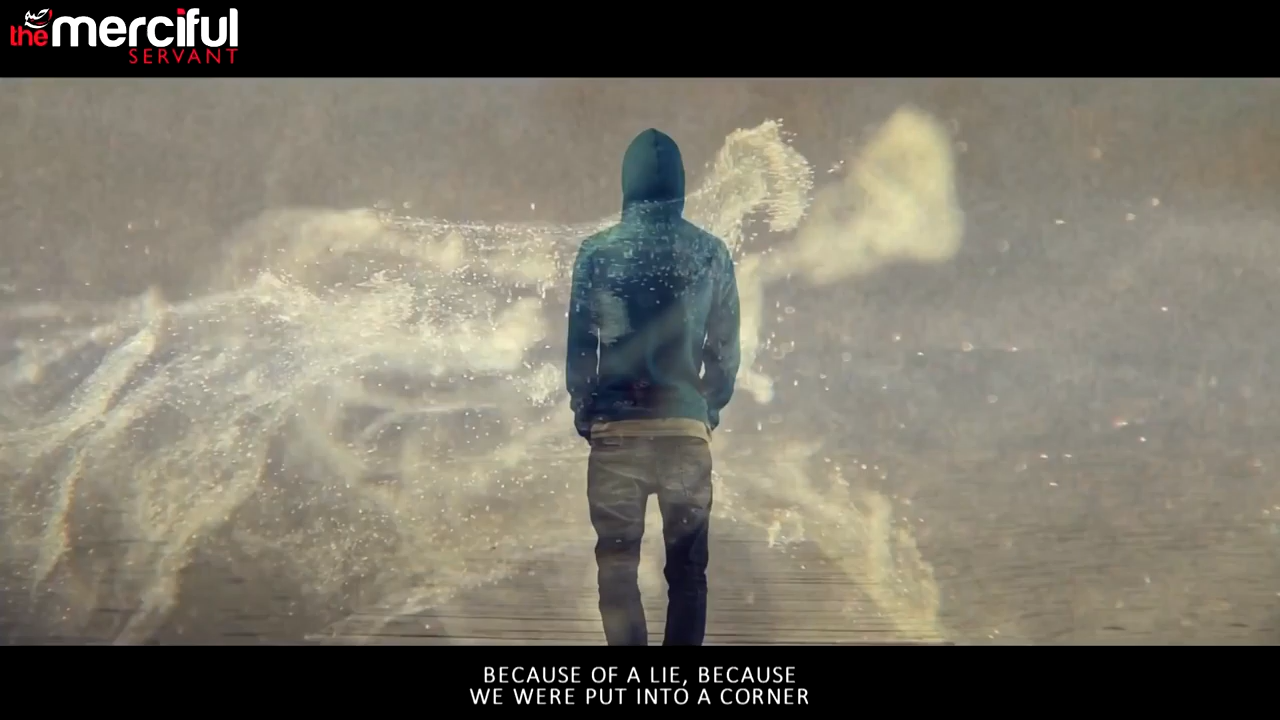 the merciful
SERVANT
BECAUSE OF A LIE, BECAUSE
WE WERE PUT INTO A CORNER